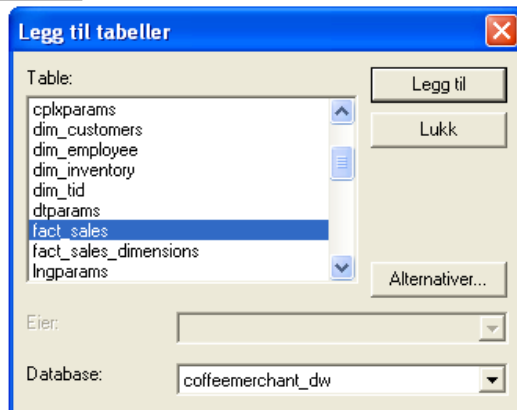 Legg til tabeller
Table:
cplxparams
dim_customers
dim_employee
dim_inventory
dim_tid
dtparams
fact_sales
fact_sales_dimensions
lngparams
Legg til
Lukk
Alternativer...
Eier:
Database:
coffeemerchant_dw